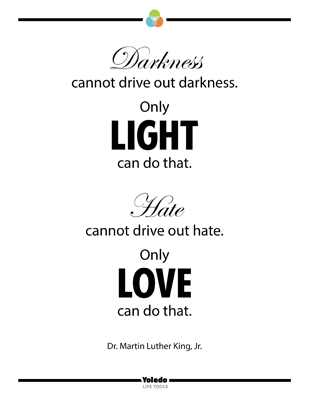 Darkness
cannot drive out darkness.
Only
LIGHT
can do that.
Hate
cannot drive out hate.
Only
LOVE
can do that.
Dr. Martin Luther King, Jr.
Yoledo
LIFE TOOLS